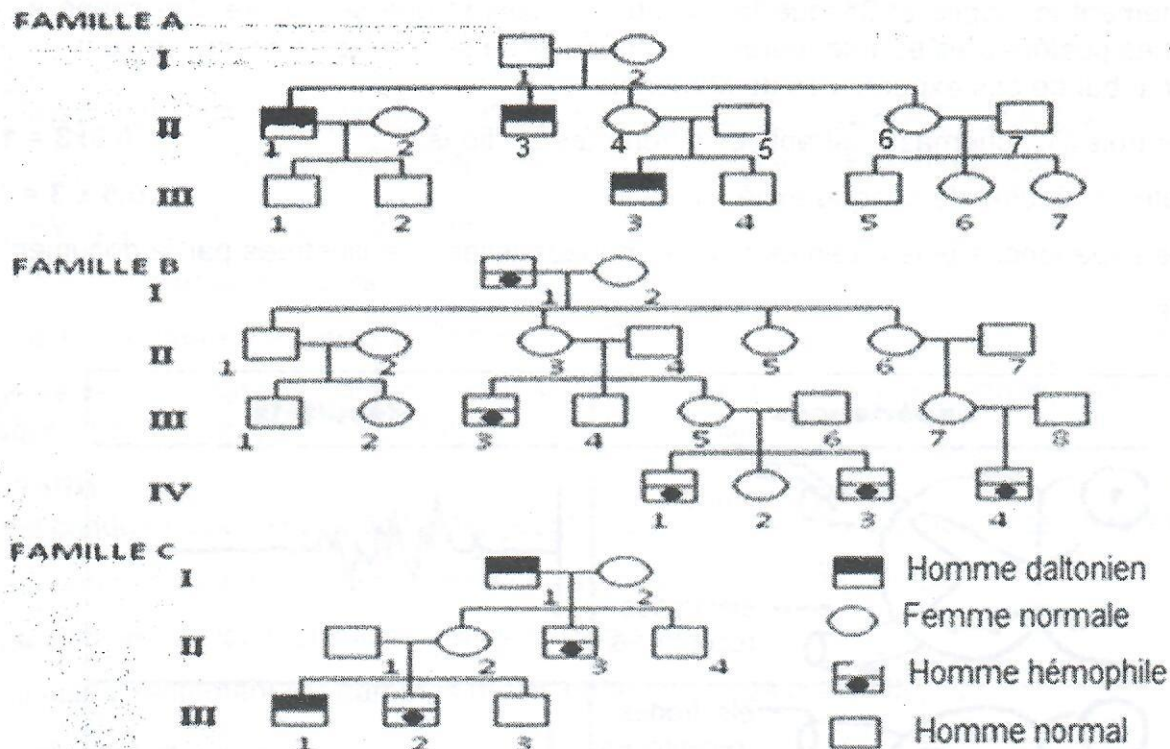 FAMILLE A
I
1 2
II
1 2 3 4 5 6 7
III
1 2 3 4 5 6 7
FAMILLE B
I
1 2
II
1 2 3 4 5 6 7
III
1 2 3 4 5 6 7 8
IV
1 2 3 4
FAMILLE C
I
1 2
Homme daltonien
Femme normale
II
1 2 3 4
Homme hémophile
III
1 2 3
Homme normal